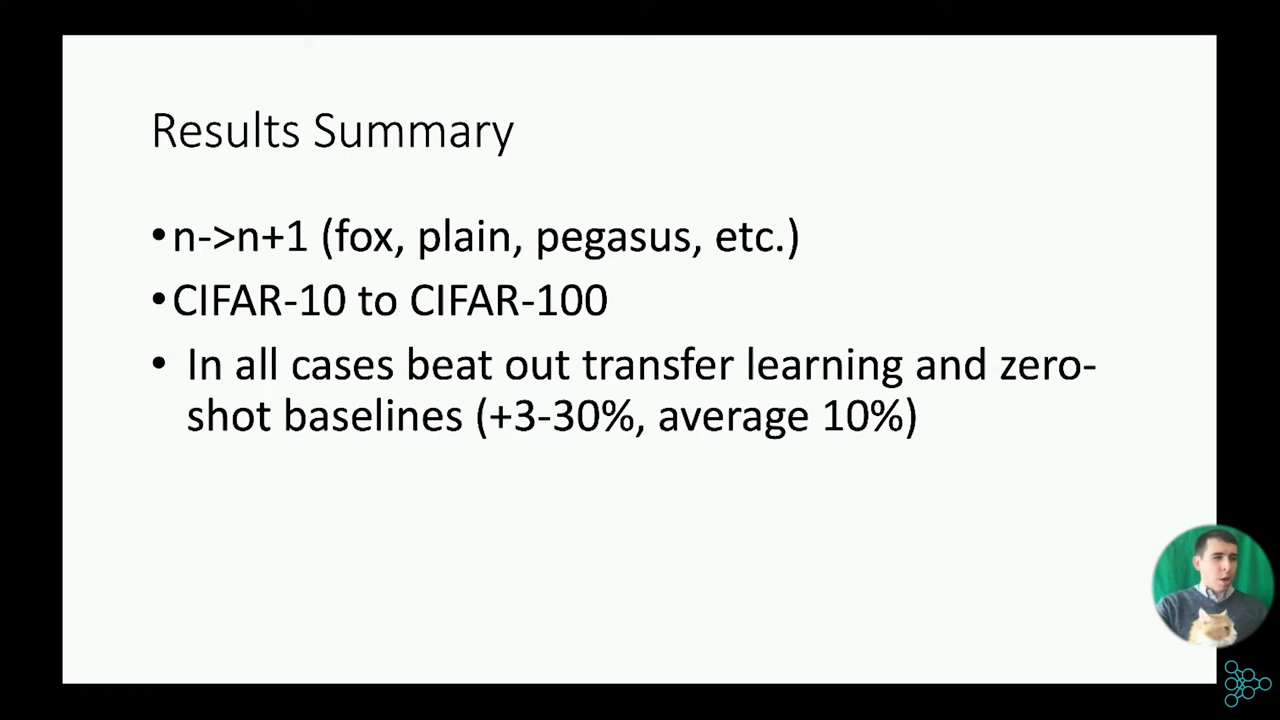 Results Summary
•n->n+1 (fox, plain, pegasus, etc.)
•CIFAR-10 to CIFAR-100
• In all cases beat out transfer learning and zero-
shot baselines (+3-30%, average 10%)